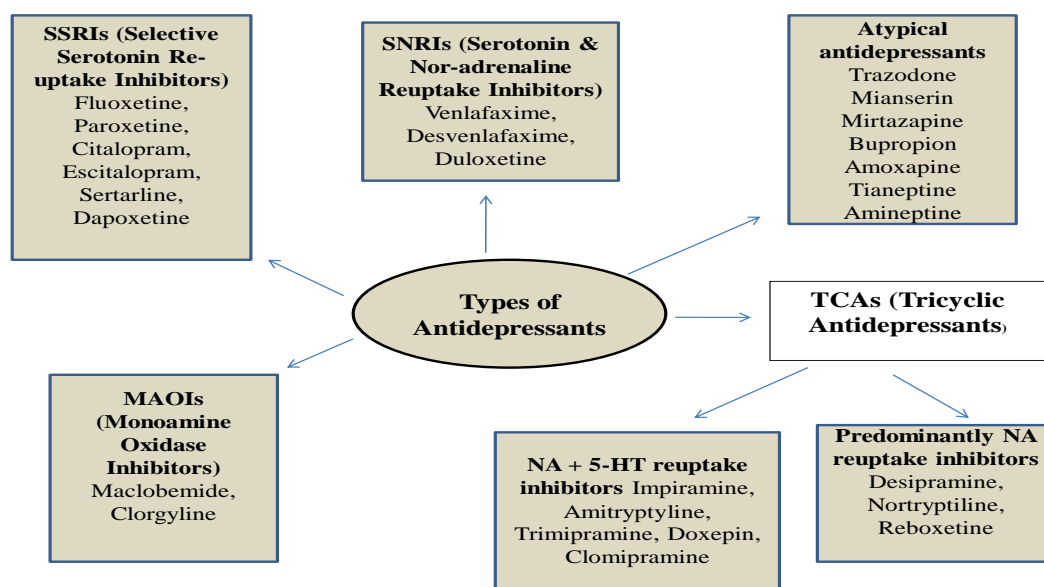 SSRIs (Selective
Serotonin Re-
uptake Inhibitors)
Fluoxetine,
Paroxetine,
Citalopram,
Escitalopram,
Sertarline,
Dapoxetine
SNRIs (Serotonin &
Nor-adrenaline
Reuptake Inhibitors)
Venlafaxime,
Desvenlafaxime,
Duloxetine
Atypical
antidepressants
Trazodone
Mianserin
Mirtazapine
Bupropion
Amoxapine
Tianeptine
Amineptine
Types of
Antidepressants
TCAs (Tricyclic
Antidepressants)
MAOIs
(Monoamine
Oxidase
Inhibitors)
Maclobemide,
Clorgyline
NA + 5-HT reuptake
inhibitors Impiramine,
Amitryptyline,
Trimipramine, Doxepin,
Clomipramine
Predominantly NA
reuptake inhibitors
Desipramine,
Nortryptiline,
Reboxetine